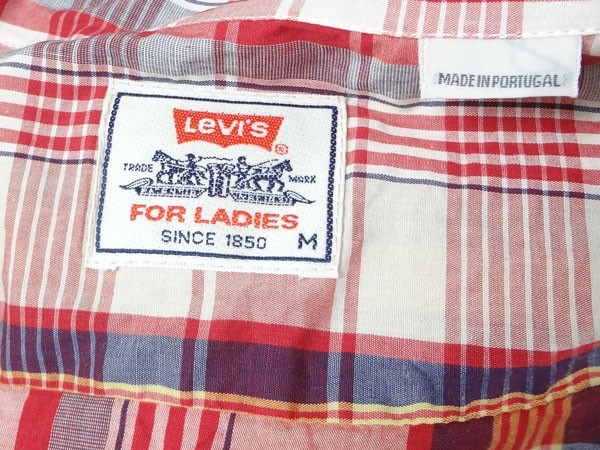 Levi's
®
TRADE MARK
FOR LADIES
SINCE 1850 M
MADE IN PORTUGAL